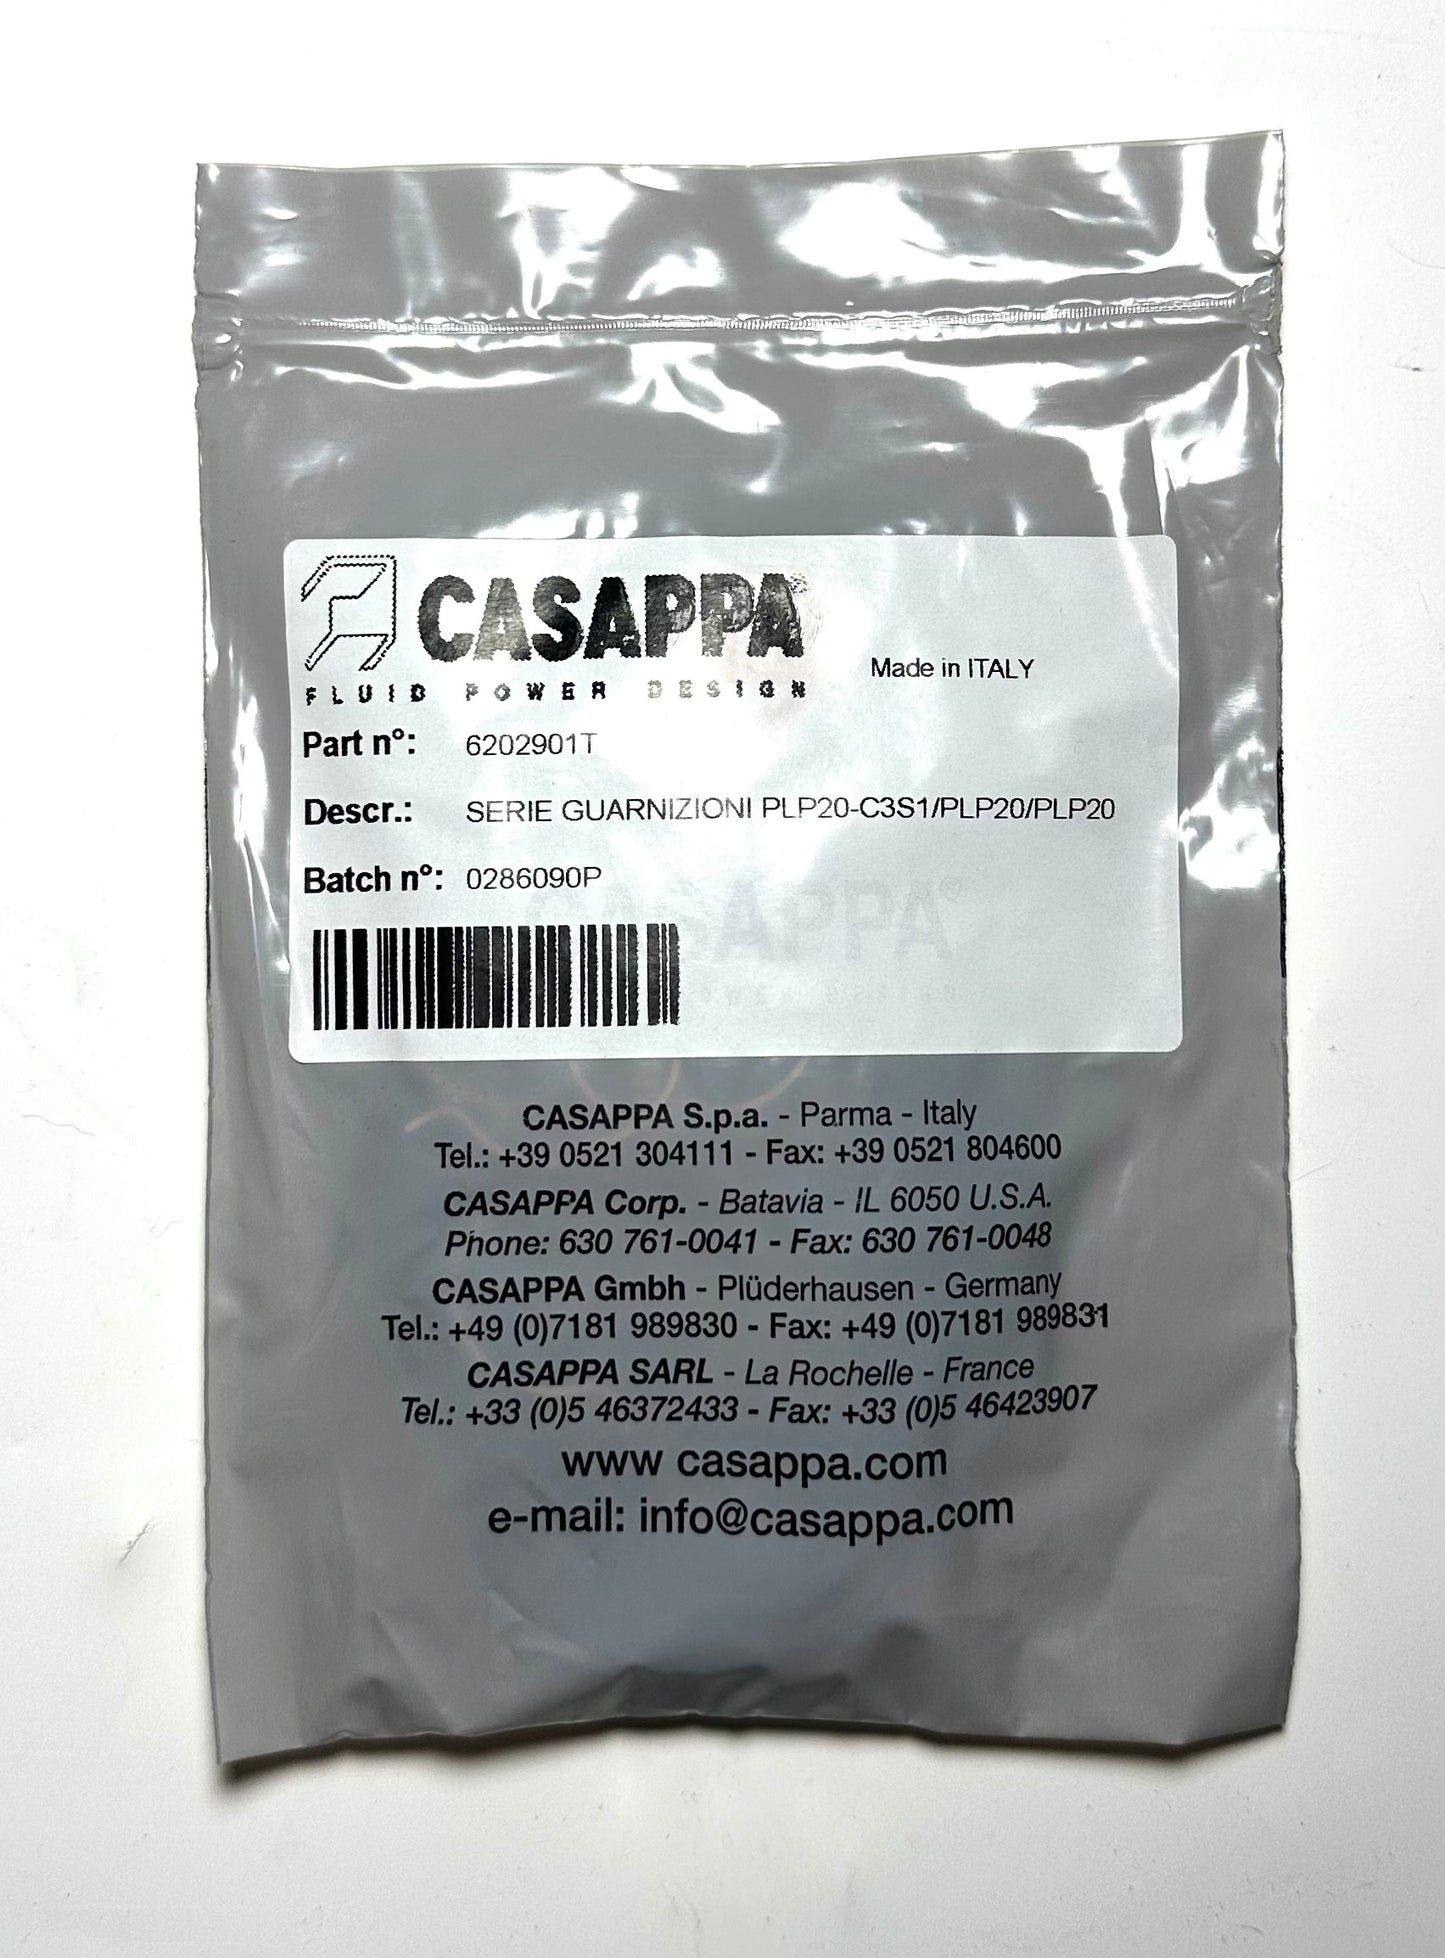 CASAPPA
FLUID POWER DESIGN
Made in ITALY
Part n°: 6202901T
Descr.: SERIE GUARNIZIONI PLP20-C3S1/PLP20/PLP20
Batch n°: 0286090P
CASAPPA S.p.a. - Parma - Italy
Tel.: +39 0521 304111 - Fax: +39 0521 804600
CASAPPA Corp. - Batavia - IL 6050 U.S.A.
Phone: 630 761-0041 - Fax: 630 761-0048
CASAPPA Gmbh - Plüderhausen - Germany
Tel.: +49 (0)7181 989830 - Fax: +49 (0)7181 989831
CASAPPA SARL - La Rochelle - France
Tel.: +33 (0)5 46372433 - Fax: +33 (0)5 46423907
www casappa.com
e-mail: info@casappa.com